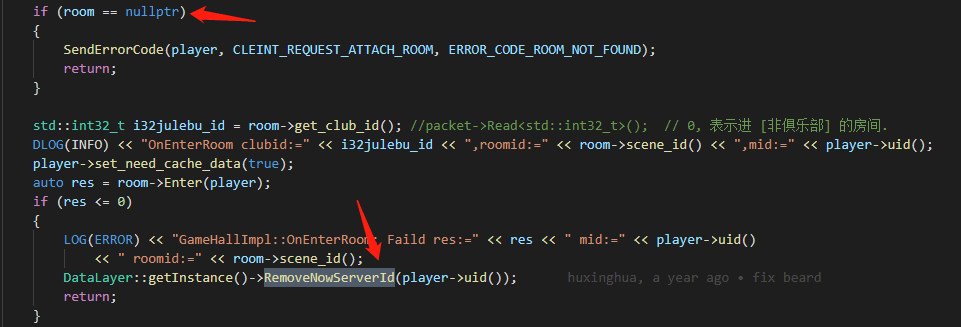 if (room == nullptr)
{
SendErrorCode(player, CLEINT_REQUEST_ATTACH_ROOM, ERROR_CODE_ROOM_NOT_FOUND);
return;
}
std::int32_t i32julebu_id = room->get_club_id(); //packet->Read<std::int32_t>();  // 0, 表示进 [非俱乐部] 的房间.
DLOG(INFO) << "OnEnterRoom clubid:=" << i32julebu_id << ",roomid:=" << room->scene_id() << ",mid:=" << player->uid();
player->set_need_cache_data(true);
auto res = room->Enter(player);
if (res <= 0)
{
LOG(ERROR) << "GameHallImpl::OnEnterRoom: Faild res:=" << res << " mid:=" << player->uid()
<< " roomid:=" << room->scene_id();
DataLayer::getInstance()->RemoveNowServerId(player->uid()); huxinghua, a year ago • fix beard
return;
}